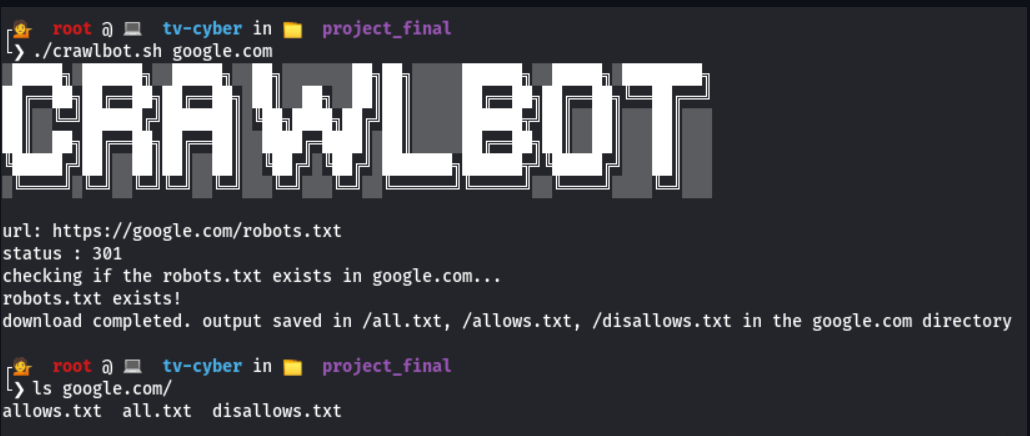 root @ tv-cyber in project_final
❯ ./crawlbot.sh google.com
CRAWLBOT
url: https://google.com/robots.txt
status : 301
checking if the robots.txt exists in google.com...
robots.txt exists!
download completed. output saved in /all.txt, /allows.txt, /disallows.txt in the google.com directory
root @ tv-cyber in project_final
❯ ls google.com/
allows.txt  all.txt  disallows.txt